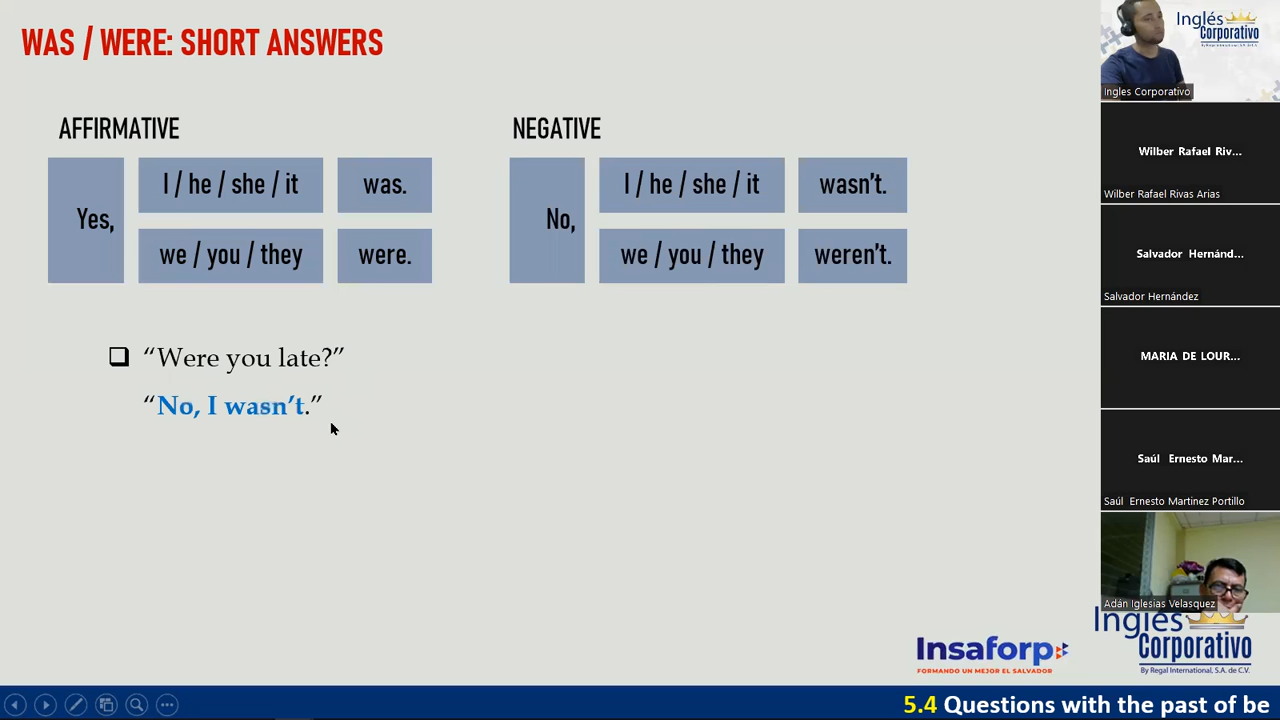 WAS / WERE: SHORT ANSWERS
AFFIRMATIVE
Yes,
I / he / she / it
was.
we / you / they
were.
NEGATIVE
No,
I / he / she / it
wasn't.
we / you / they
weren't.
“Were you late?”
“No, I wasn't.”
Insaforp
FORMANDO UN MEJOR EL SALVADOR
Inglés
Corporativo
By Regal International, S.A. de C.V.
5.4 Questions with the past of be
Inglés
Corporativo
Ingles Corporativo
Wilber Rafael Riv...
Wilber Rafael Rivas Arias
Salvador Hernánd...
Salvador Hernández
MARIA DE LOUR...
Saúl Ernesto Mar...
Saúl Ernesto Martinez Portillo
Adán Iglesias Velasquez